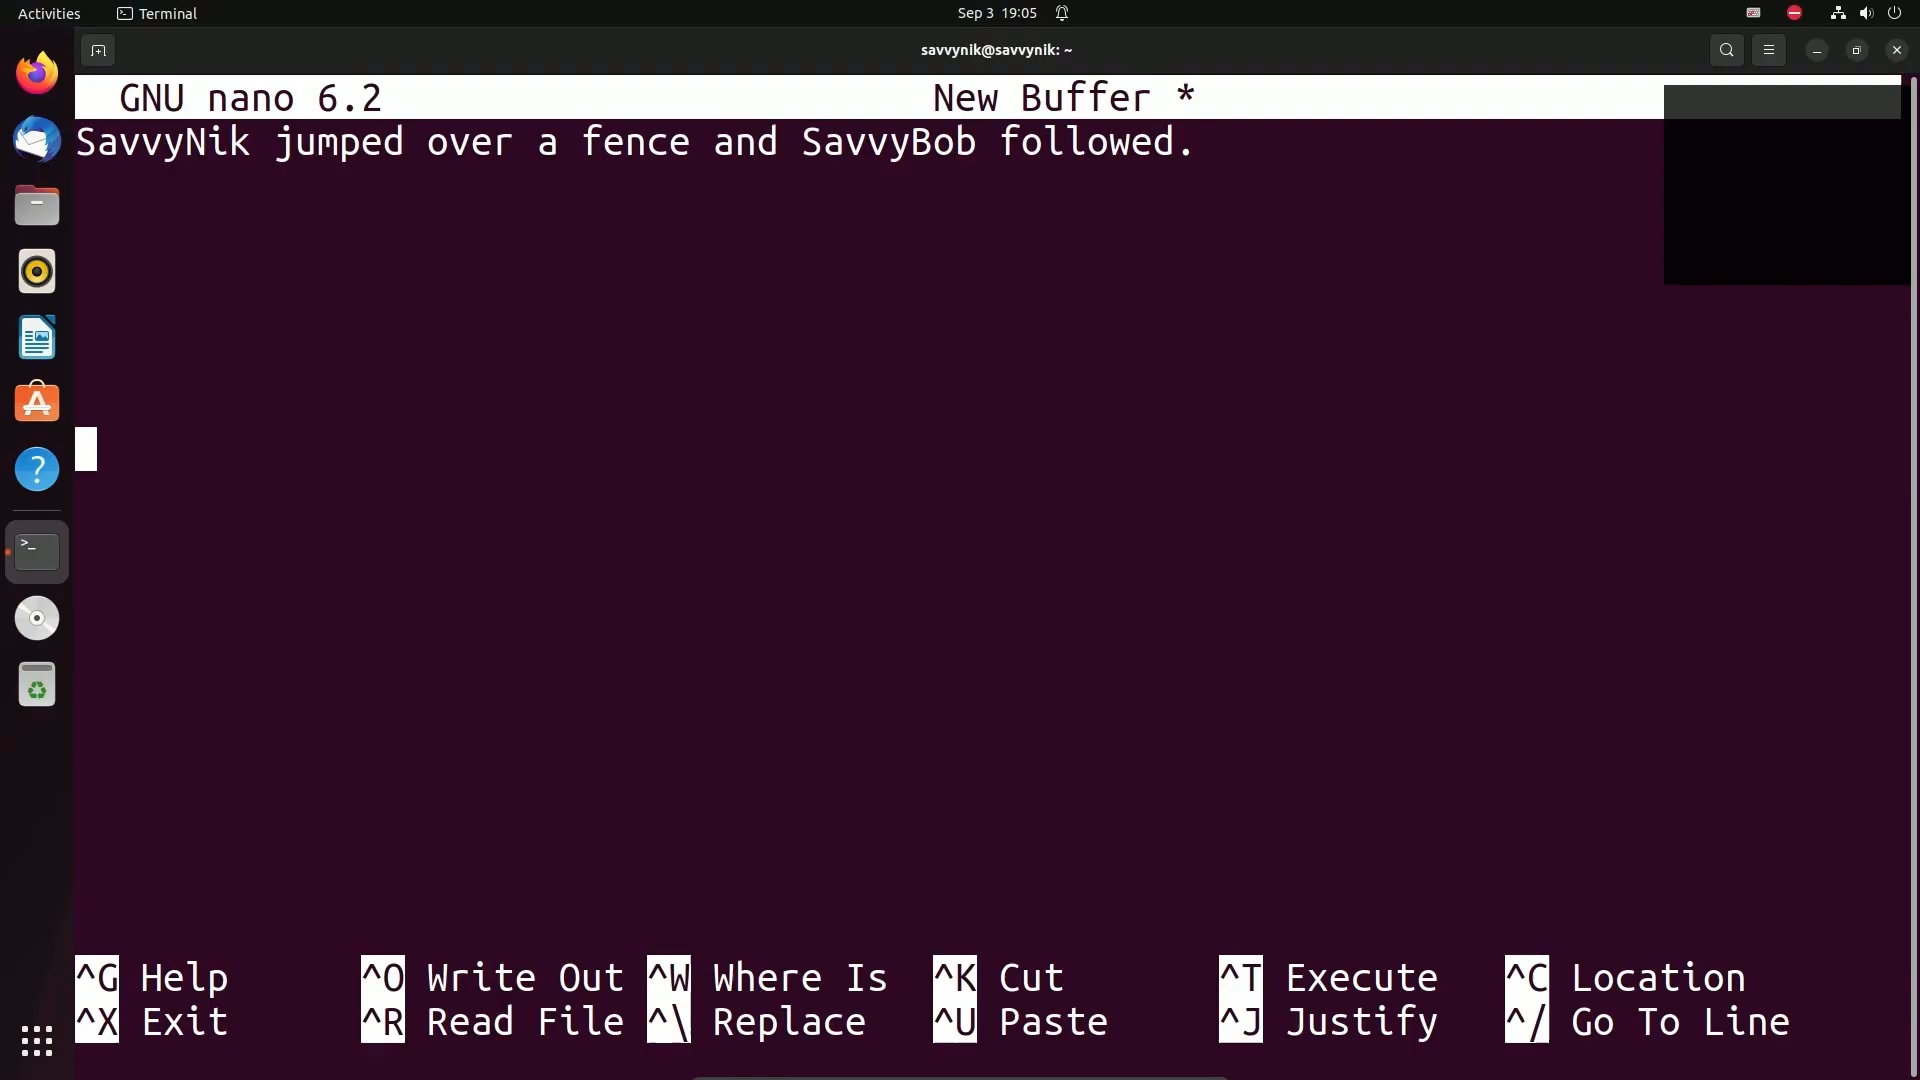 Activities Terminal Sep 3 19:05
savvynik@savvynik: ~
GNU nano 6.2 New Buffer *
SavvyNik jumped over a fence and SavvyBob followed.
^G Help ^O Write Out ^W Where Is ^K Cut ^T Execute ^C Location
^X Exit ^R Read File ^\ Replace ^U Paste ^J Justify ^/ Go To Line